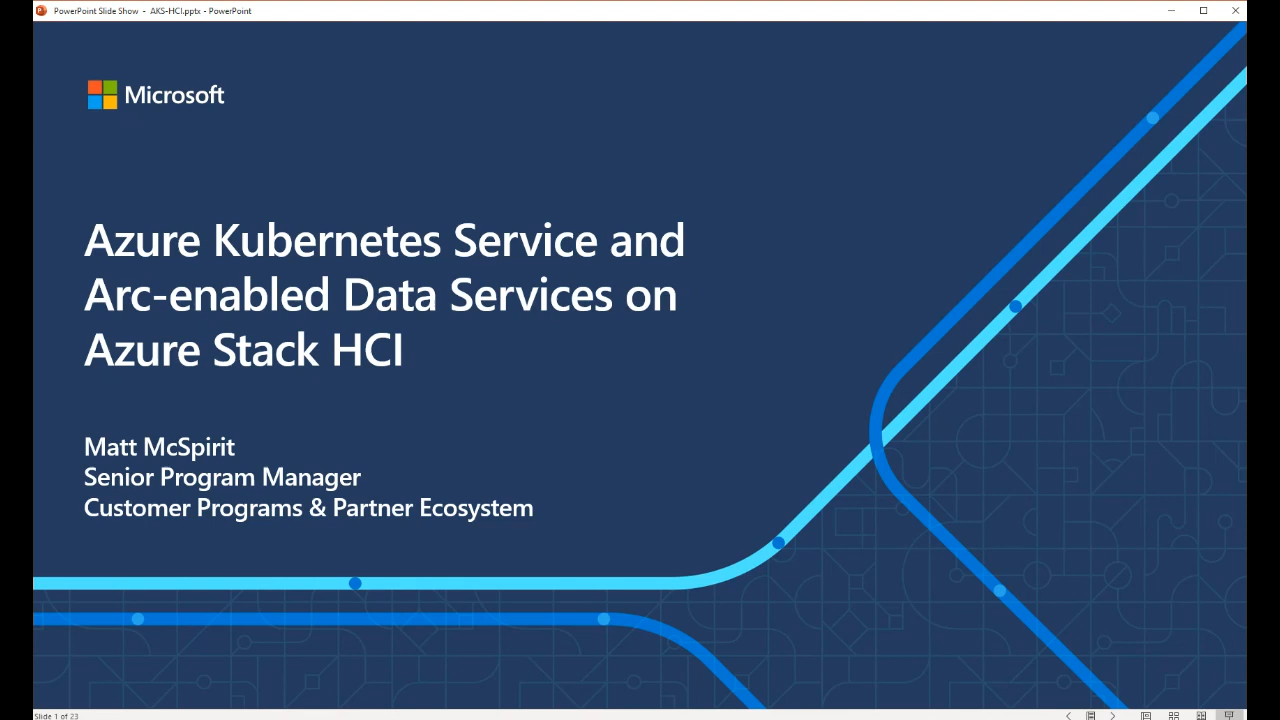 PowerPoint Slide Show - AKS-HCI.pptx - PowerPoint
Microsoft
Azure Kubernetes Service and
Arc-enabled Data Services on
Azure Stack HCI
Matt McSpirit
Senior Program Manager
Customer Programs & Partner Ecosystem
Slide 1 of 23